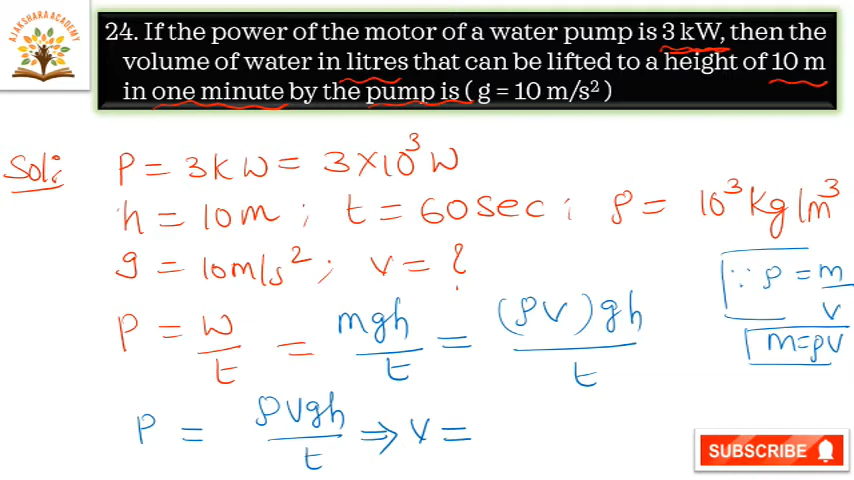 AJAKSHARA ACADEMY
24. If the power of the motor of a water pump is 3 kW, then the
volume of water in litres that can be lifted to a height of 10 m
in one minute by the pump is ( g = 10 m/s² )
Sol:
P = 3KW = 3×10³ W
h = 10m ; t = 60sec ; ρ = 10³ Kg/m³
g = 10m/s² ; v = ?
∵ ρ = m/v
m=ρv
P = W/t = mgh/t = (ρv)gh/t
P = ρvgh/t ⇒ v =
SUBSCRIBE